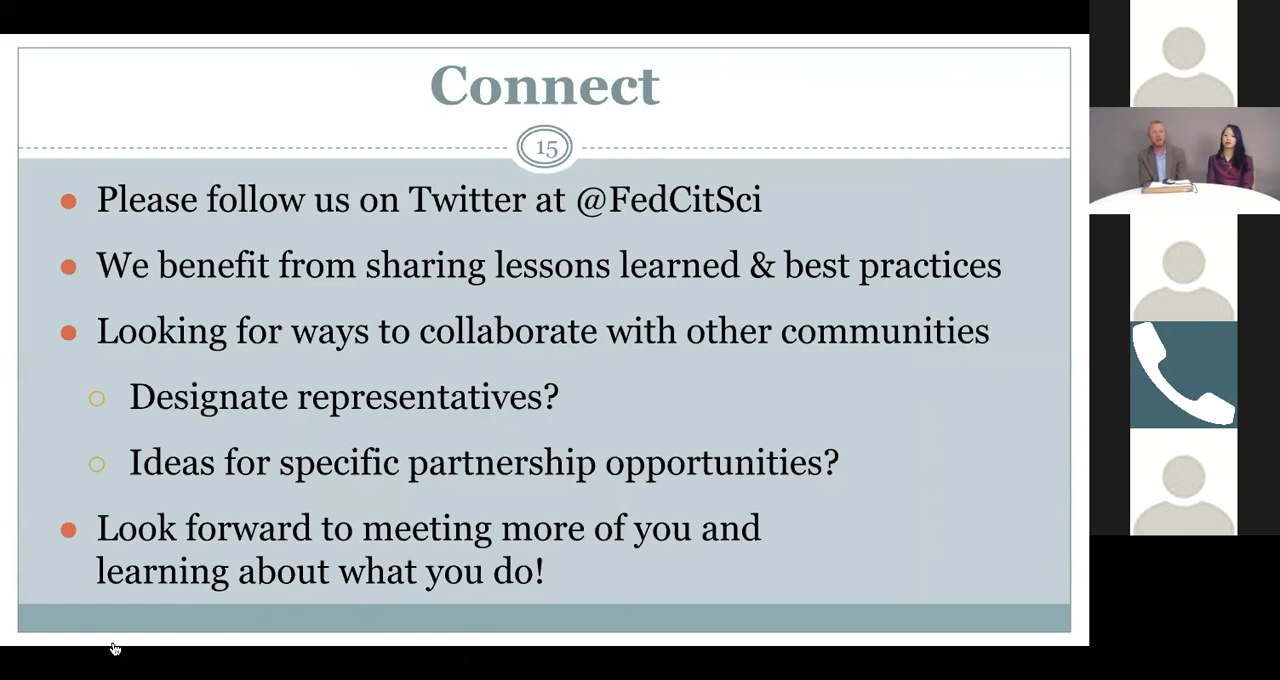 Connect
15
Please follow us on Twitter at @FedCitSci
We benefit from sharing lessons learned & best practices
Looking for ways to collaborate with other communities
Designate representatives?
Ideas for specific partnership opportunities?
Look forward to meeting more of you and
learning about what you do!